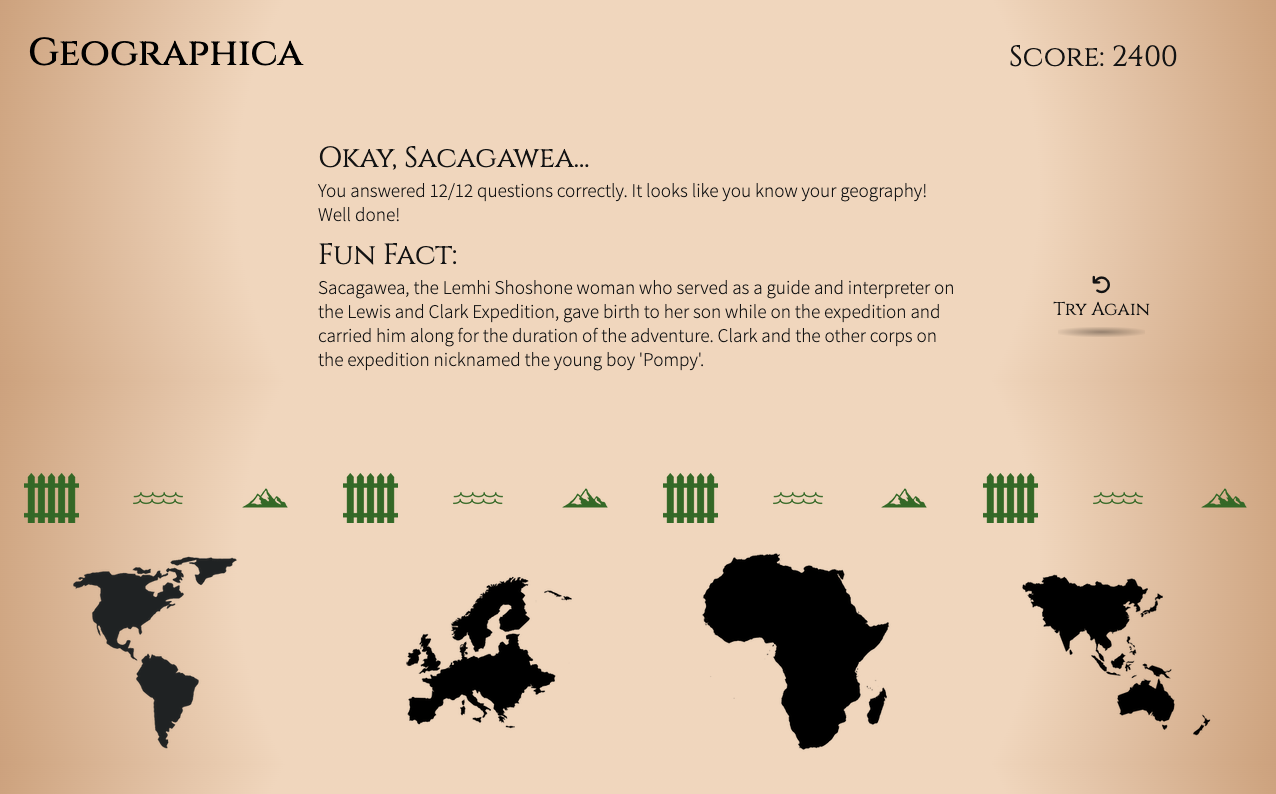 Geographica
Score: 2400
Okay, Sacagawea...
You answered 12/12 questions correctly. It looks like you know your geography!
Well done!
Fun Fact:
Sacagawea, the Lemhi Shoshone woman who served as a guide and interpreter on
the Lewis and Clark Expedition, gave birth to her son while on the expedition and
carried him along for the duration of the adventure. Clark and the other corps on
the expedition nicknamed the young boy 'Pompy'.
Try Again